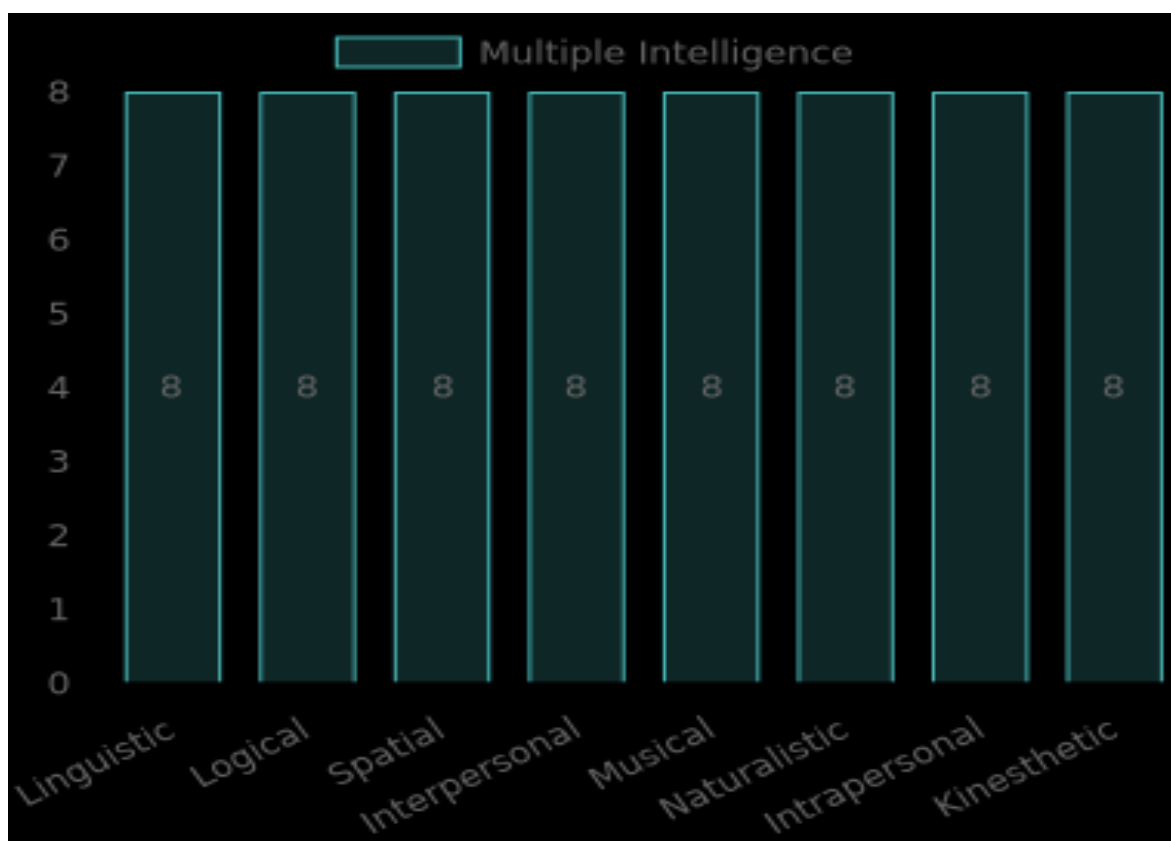 Multiple Intelligence
8
7
6
5
4
3
2
1
0
8 8 8 8 8 8 8 8
Linguistic
Logical
Spatial
Interpersonal
Musical
Naturalistic
Intrapersonal
Kinesthetic